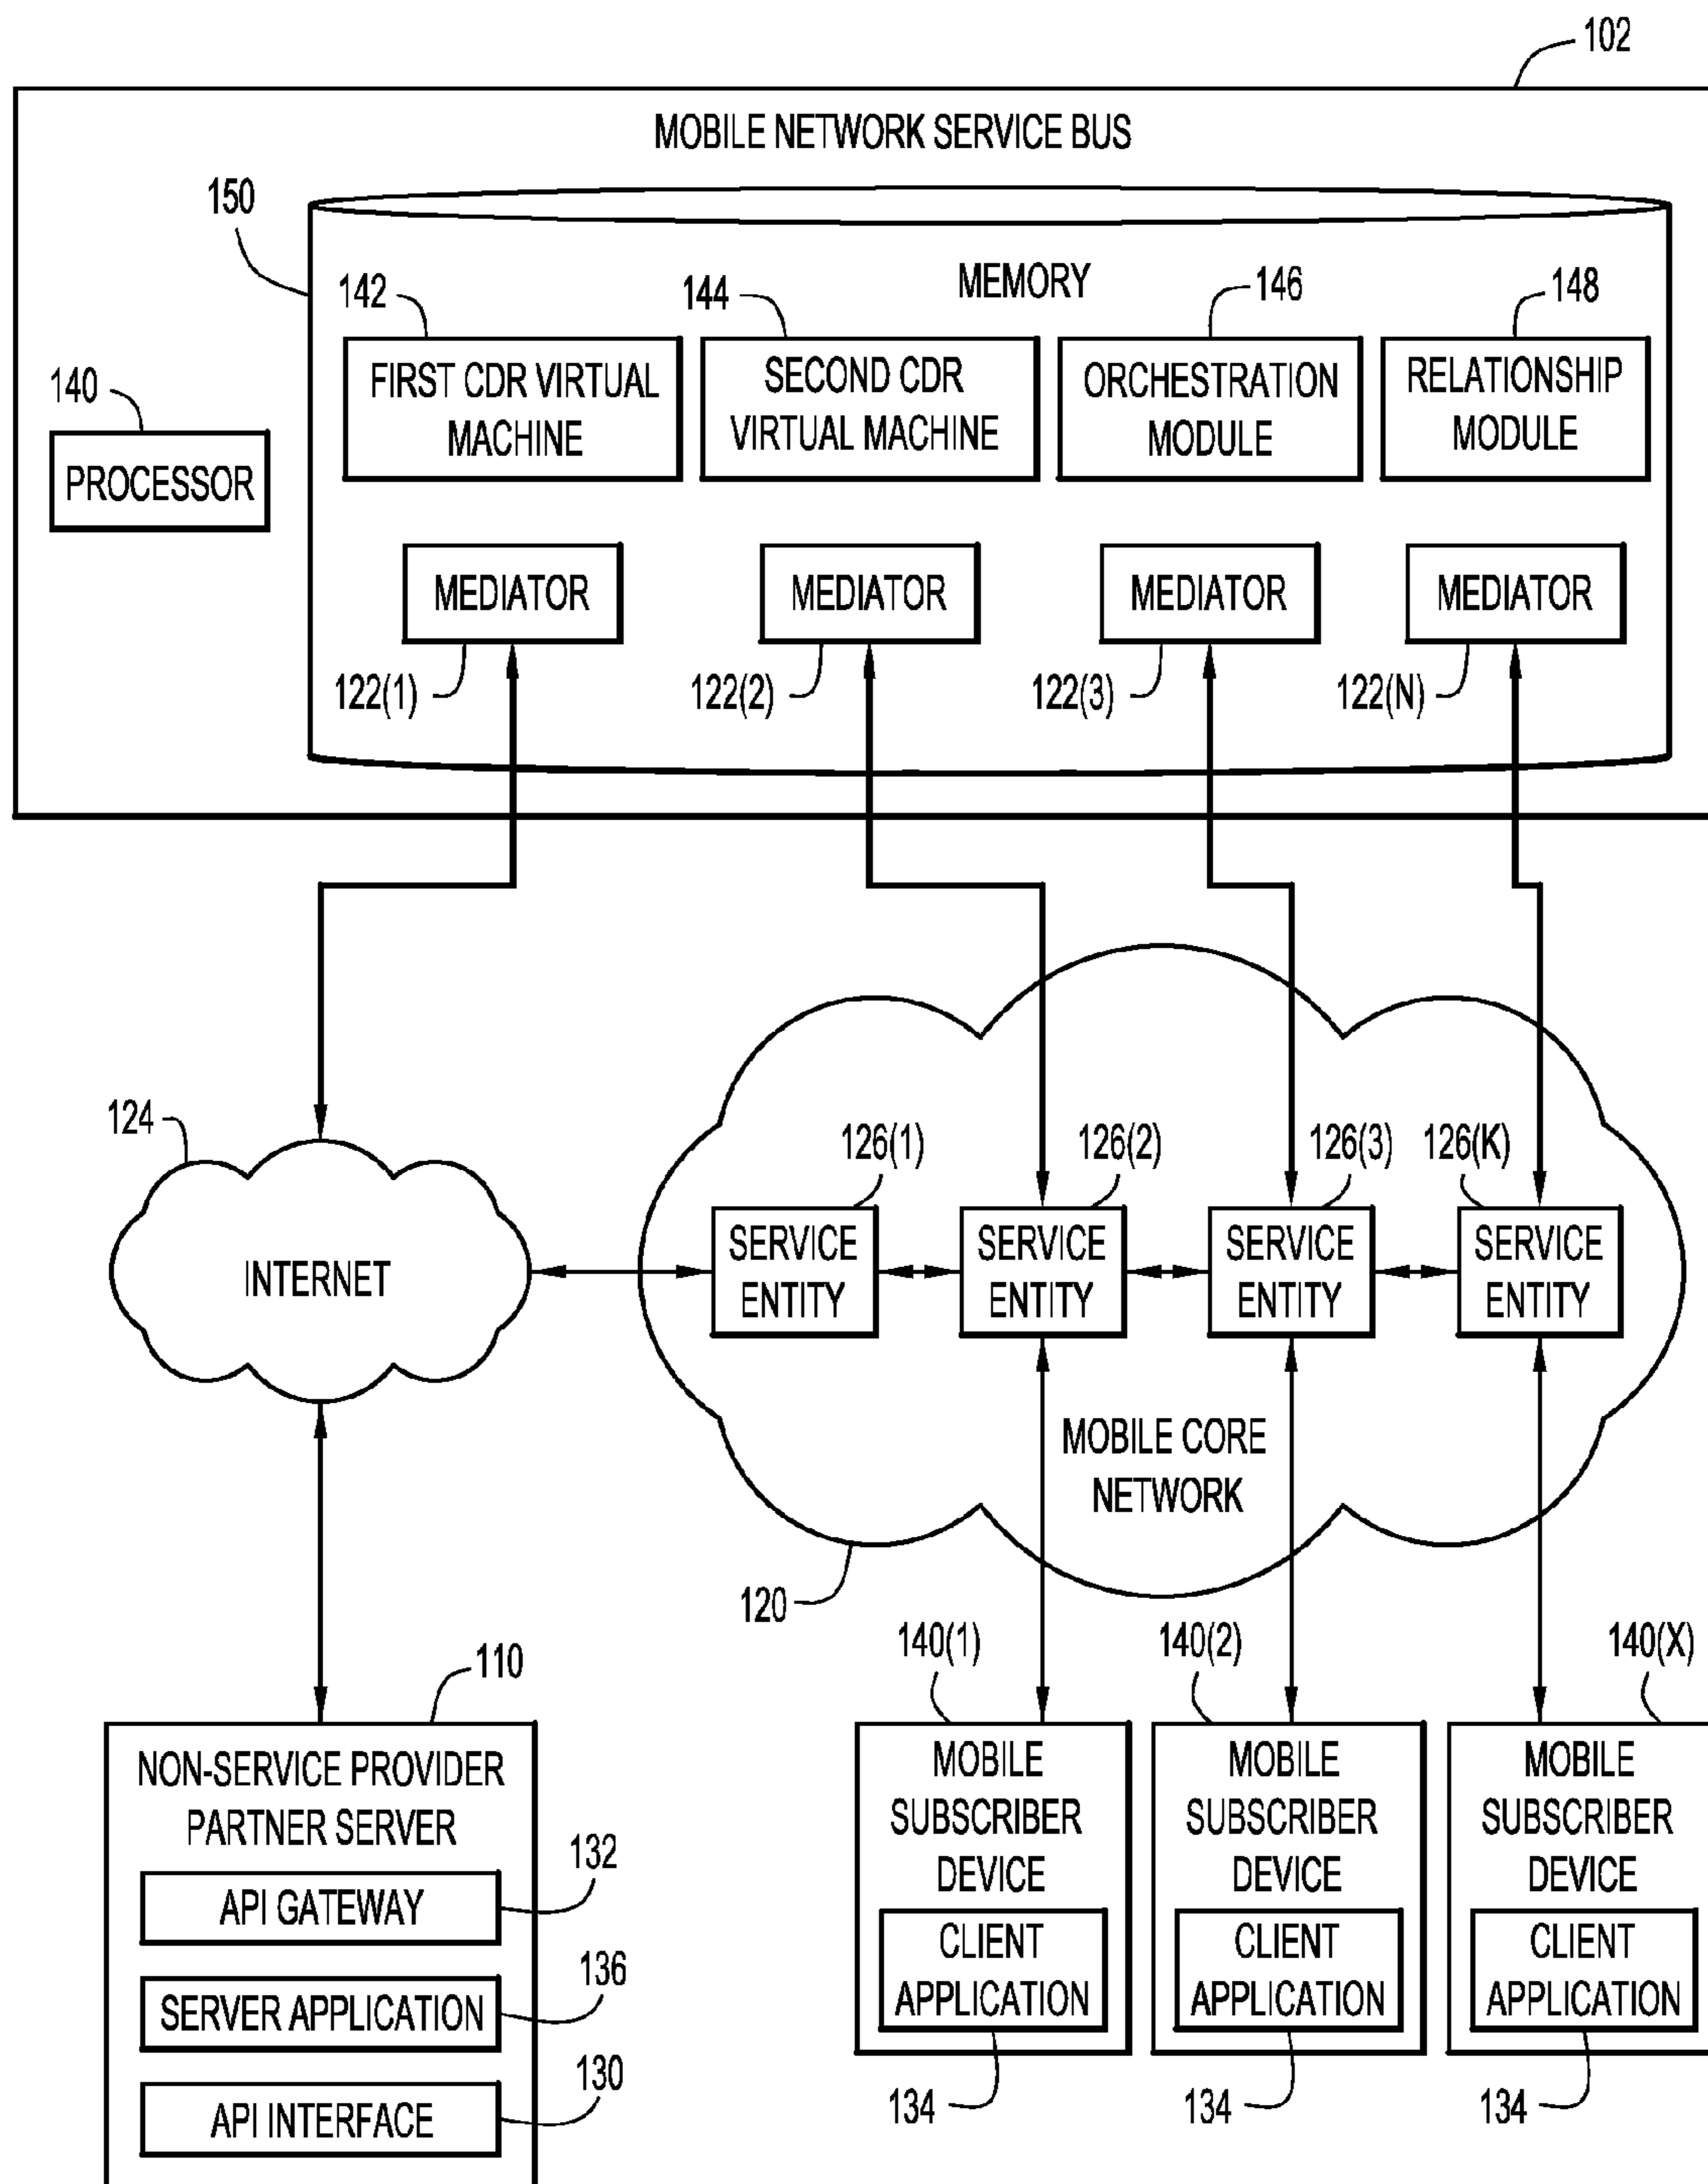 102
MOBILE NETWORK SERVICE BUS
150
MEMORY
142
144
146
148
FIRST CDR VIRTUAL
MACHINE
SECOND CDR
VIRTUAL MACHINE
ORCHESTRATION
MODULE
RELATIONSHIP
MODULE
140
PROCESSOR
MEDIATOR
MEDIATOR
MEDIATOR
MEDIATOR
122(1)
122(2)
122(3)
122(N)
124
INTERNET
126(1)
126(2)
126(3)
126(K)
SERVICE
ENTITY
SERVICE
ENTITY
SERVICE
ENTITY
SERVICE
ENTITY
MOBILE CORE
NETWORK
120
110
NON-SERVICE PROVIDER
PARTNER SERVER
API GATEWAY
132
SERVER APPLICATION
136
API INTERFACE
130
140(1)
140(2)
140(X)
MOBILE
SUBSCRIBER
DEVICE
CLIENT
APPLICATION
134
MOBILE
SUBSCRIBER
DEVICE
CLIENT
APPLICATION
134
MOBILE
SUBSCRIBER
DEVICE
CLIENT
APPLICATION
134